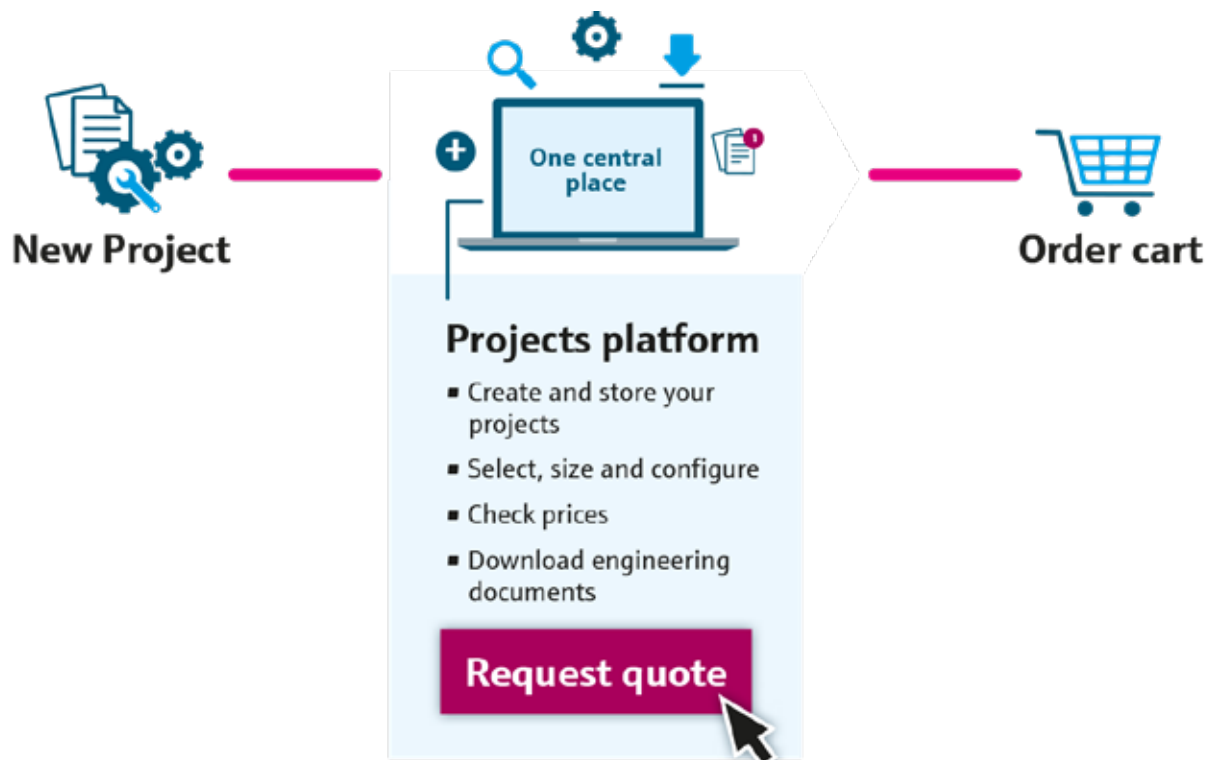 One central
place
New Project
Order cart
Projects platform
▪ Create and store your
projects
▪ Select, size and configure
▪ Check prices
▪ Download engineering
documents
Request quote